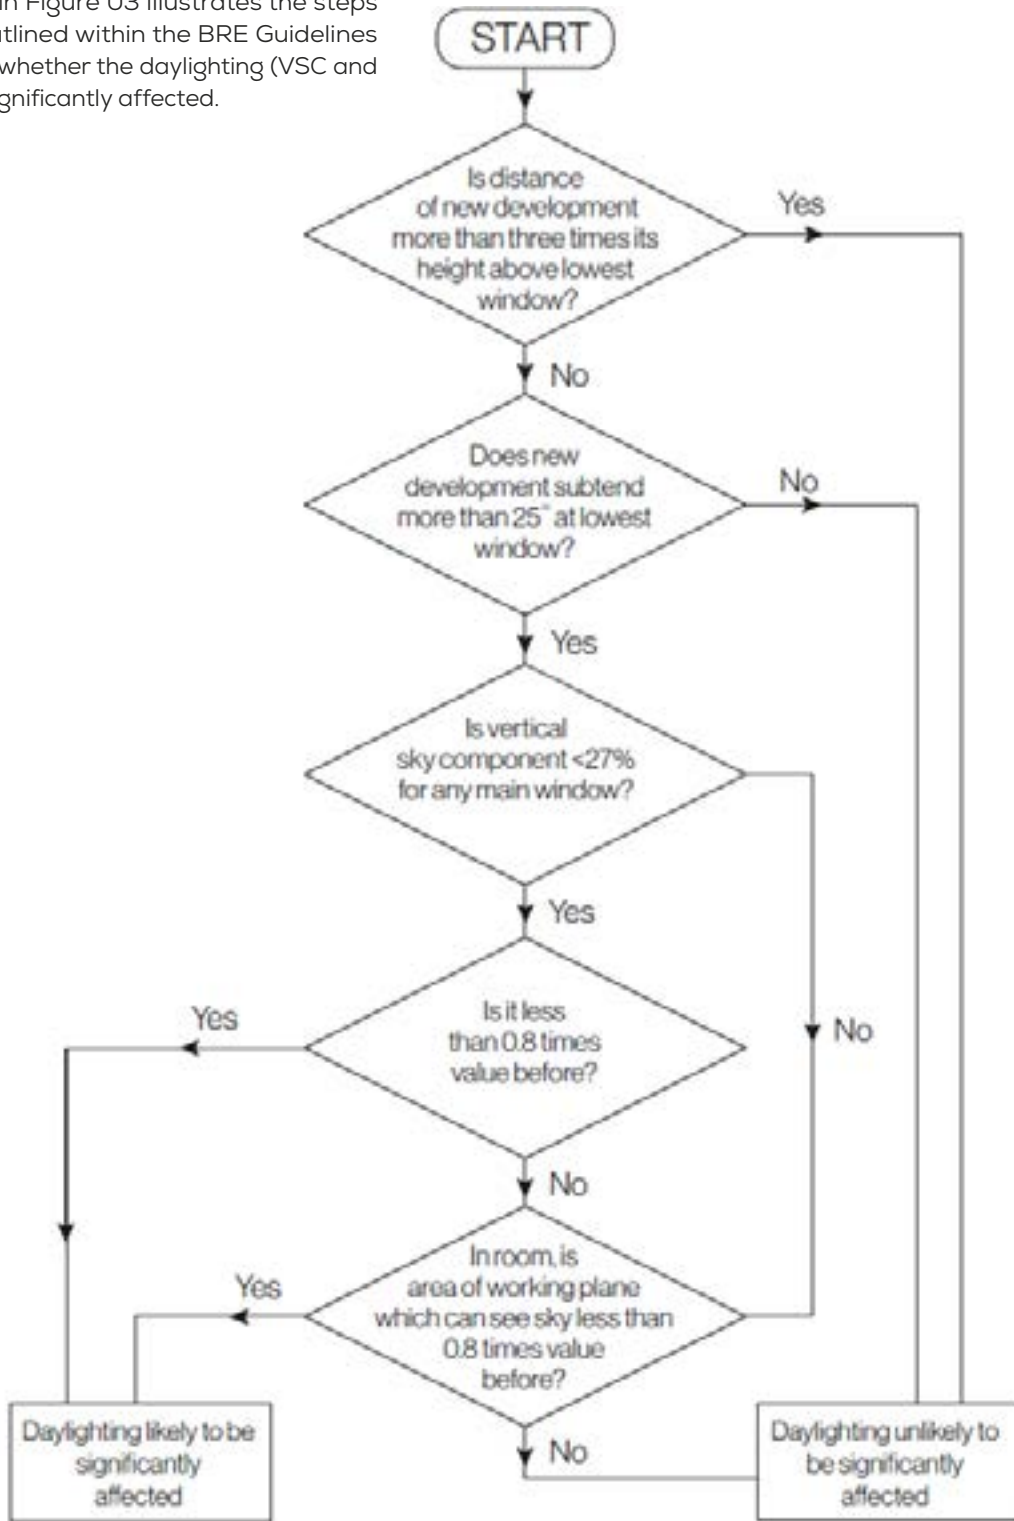 in Figure 03 illustrates the steps
utlined within the BRE Guidelines
whether the daylighting (VSC and
gnificantly affected.
START
Is distance
of new development
more than three times its
height above lowest
window?
Yes
No
Does new
development subtend
more than 25° at lowest
window?
No
Yes
Is vertical
sky component <27%
for any main window?
Yes
No
Is it less
than 0.8 times
value before?
Yes
No
In room, is
area of working plane
which can see sky less than
0.8 times value
before?
Yes
No
Daylighting likely to be
significantly
affected
Daylighting unlikely to
be significantly
affected